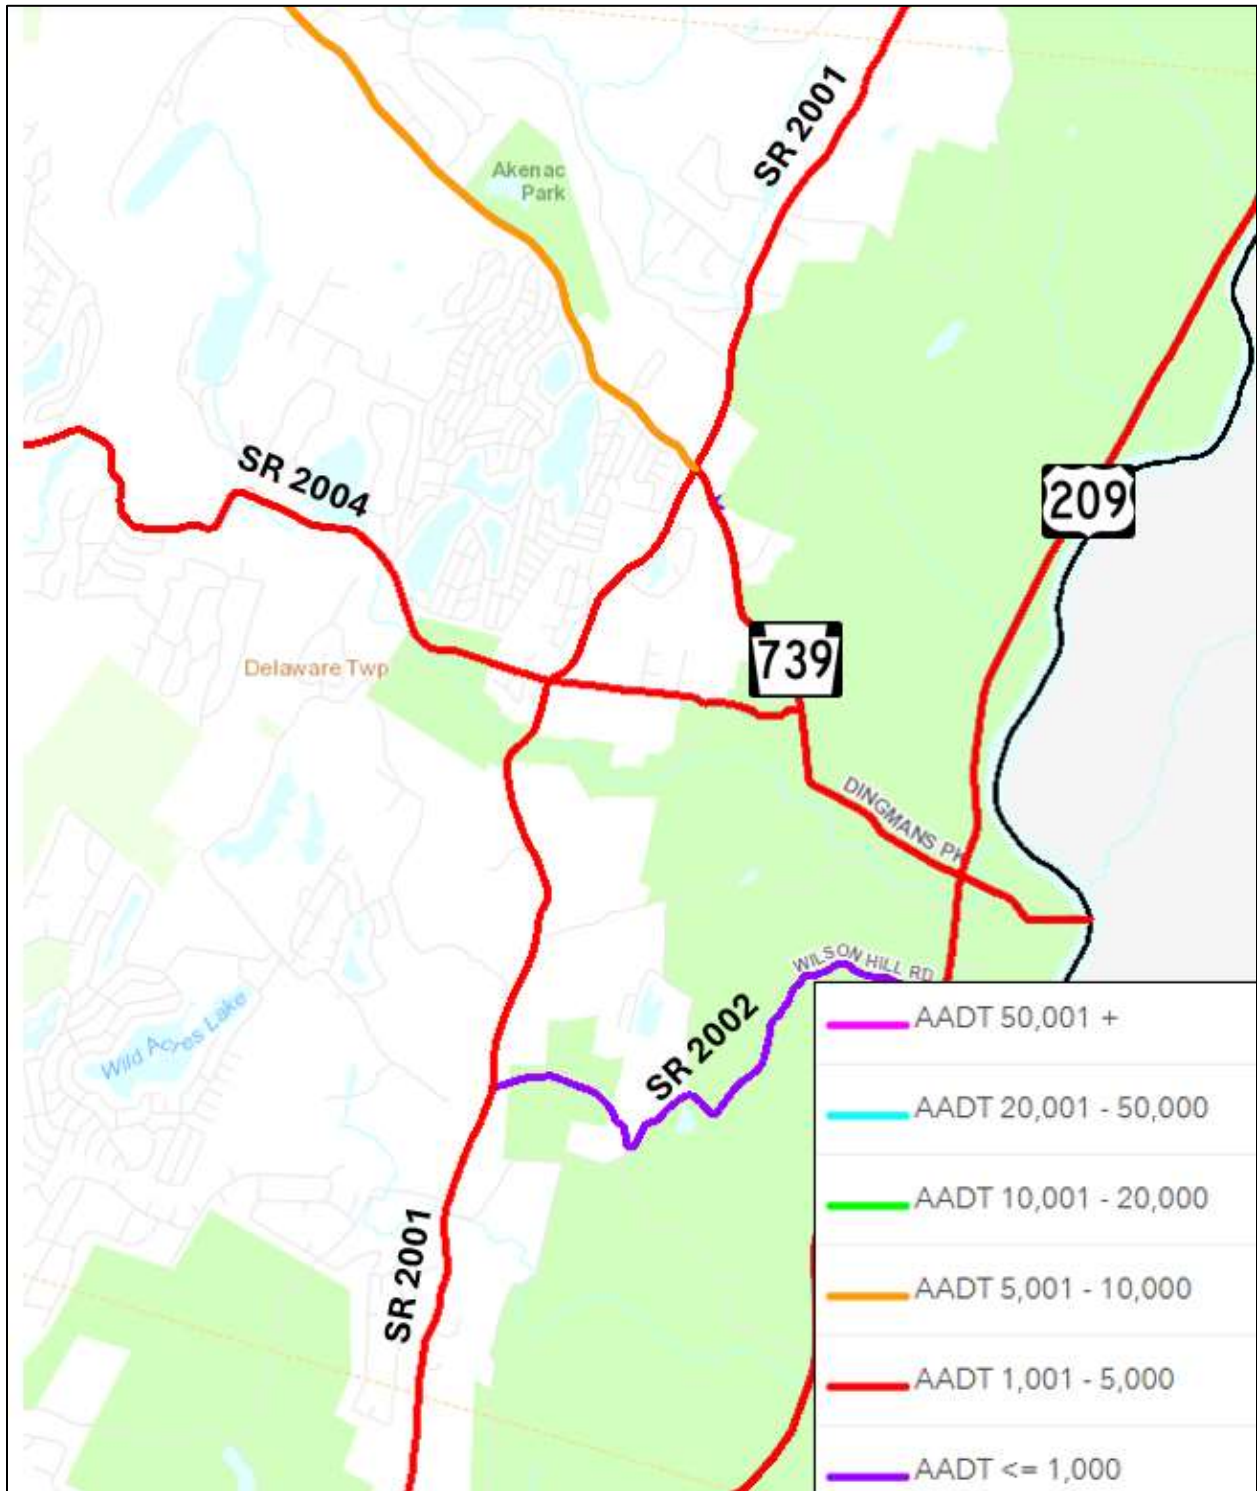 SR 2001
Akenac
Park
SR 2004
209
739
Delaware Twp
DINGMANS PK
WILSON HILL RD
SR 2002
Wild Acres Lake
SR 2001
AADT 50,001 +
AADT 20,001 - 50,000
AADT 10,001 - 20,000
AADT 5,001 - 10,000
AADT 1,001 - 5,000
AADT <= 1,000